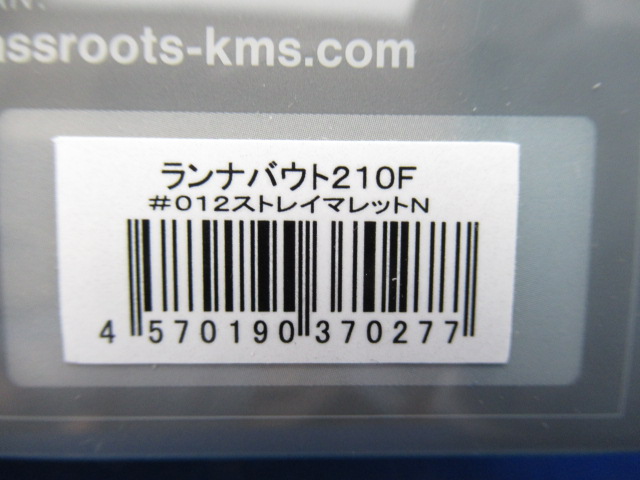 assroots-kms.com
ランナバウト210F
#012ストレイマレットN
4 570190 370277